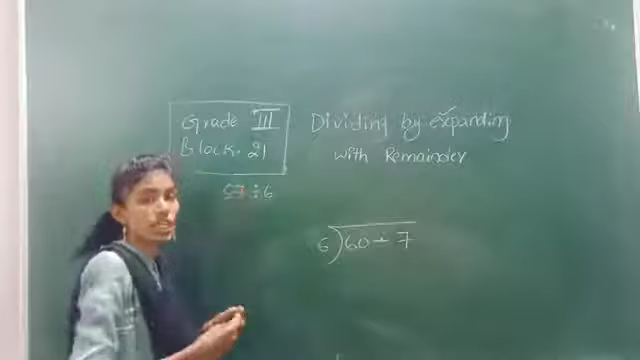 Grade III
Block. 21
Dividing by expanding
with Remainder
÷6
6)60 + 7